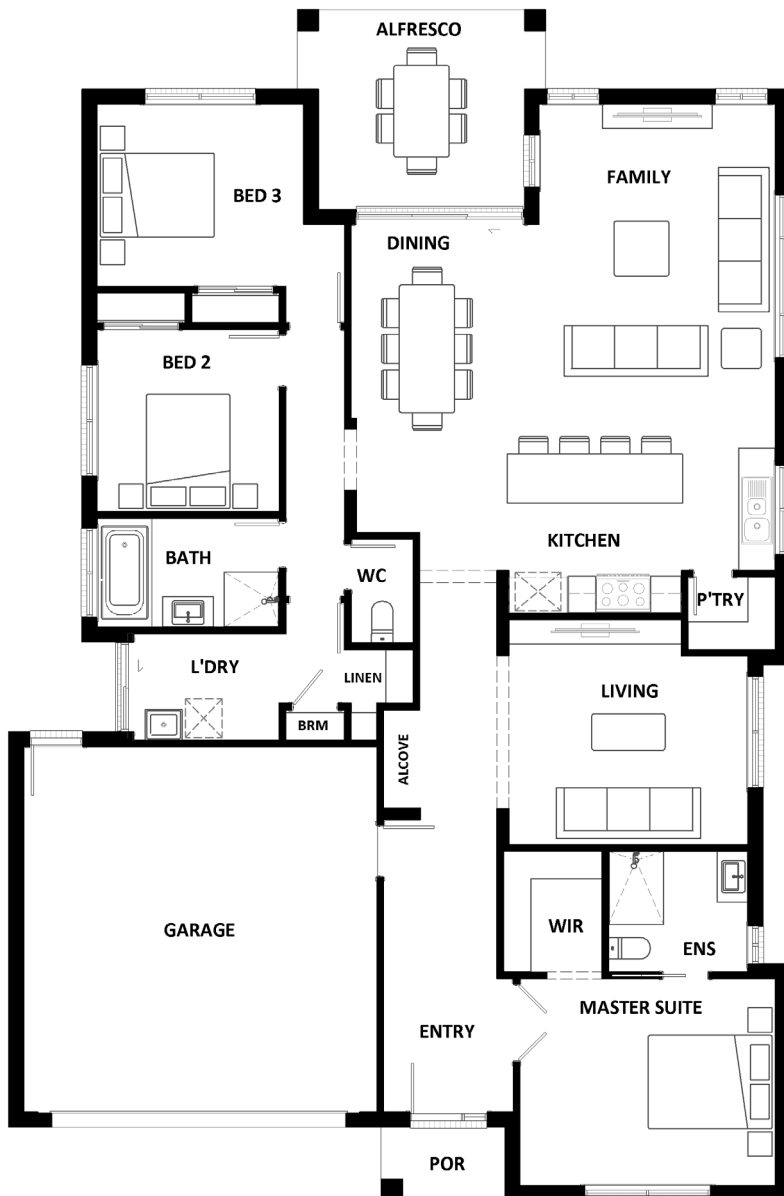 ALFRESCO
FAMILY
BED 3
DINING
BED 2
KITCHEN
BATH
WC
P'TRY
L'DRY
LINEN
LIVING
BRM
ALCOVE
GARAGE
WIR
ENS
MASTER SUITE
ENTRY
POR